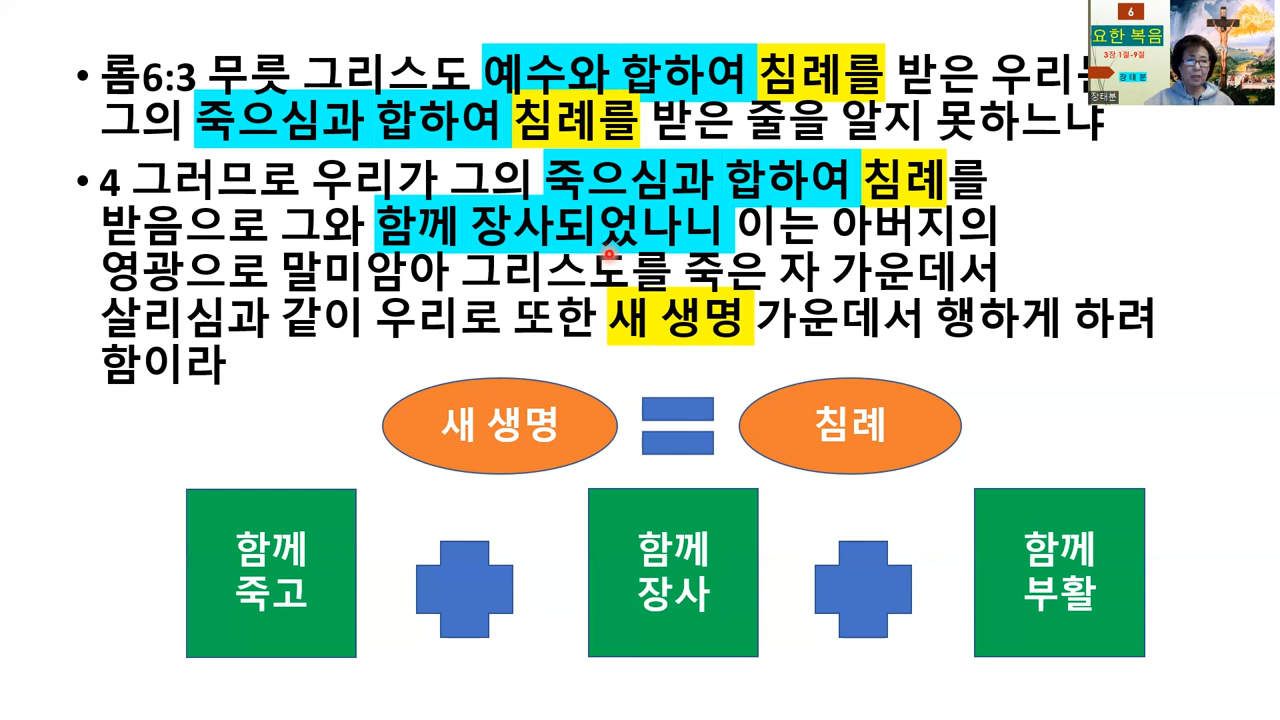 • 롬6:3 무릇 그리스도 예수와 합하여 침례를 받은 우리는
그의 죽으심과 합하여 침례를 받은 줄을 알지 못하느냐
• 4 그러므로 우리가 그의 죽으심과 합하여 침례를
받음으로 그와 함께 장사되었나니 이는 아버지의
영광으로 말미암아 그리스도를 죽은 자 가운데서
살리심과 같이 우리로 또한 새 생명 가운데서 행하게 하려
함이라
새 생명 = 침례
함께
죽고
+
함께
장사
+
함께
부활
6
요한 복음
3장 1절-9절
장 태 분
장태분